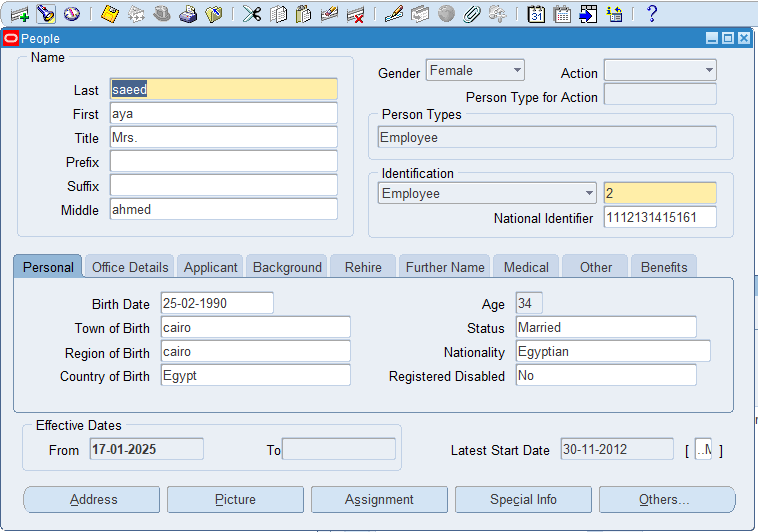 People
Name
Last saeed
First aya
Title Mrs.
Prefix
Suffix
Middle ahmed
Gender Female Action
Person Type for Action
Person Types
Employee
Identification
Employee 2
National Identifier 1112131415161
Personal Office Details Applicant Background Rehire Further Name Medical Other Benefits
Birth Date 25-02-1990 Age 34
Town of Birth cairo Status Married
Region of Birth cairo Nationality Egyptian
Country of Birth Egypt Registered Disabled No
Effective Dates
From 17-01-2025 To Latest Start Date 30-11-2012 [ ..M ]
Address Picture Assignment Special Info Others...